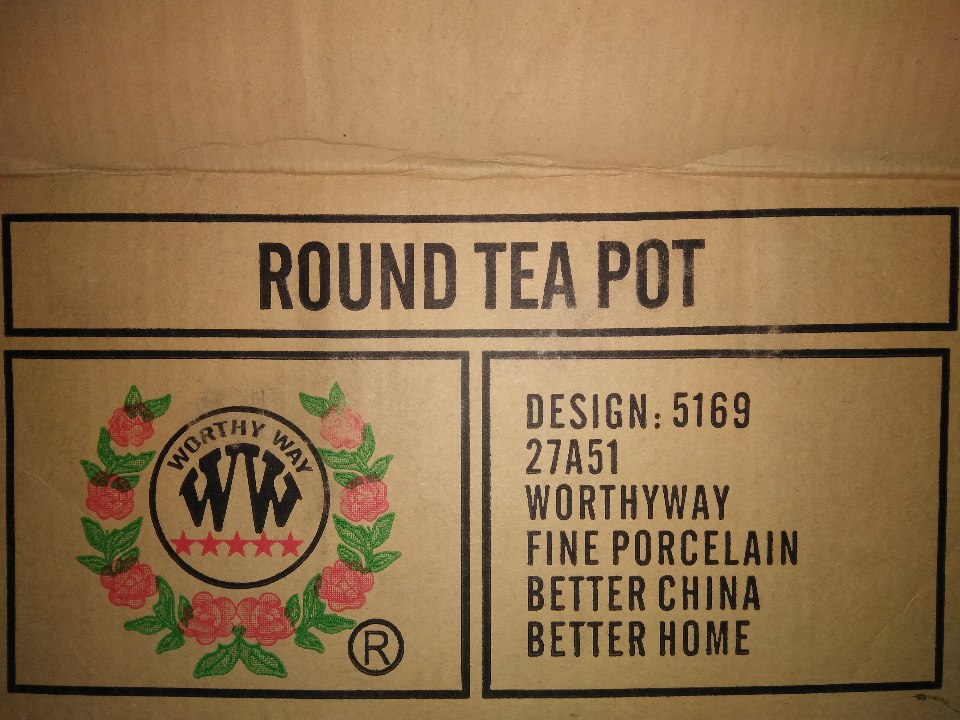 ROUND TEA POT
WORTHY WAY
WW
®
DESIGN: 5169
27A51
WORTHYWAY
FINE PORCELAIN
BETTER CHINA
BETTER HOME